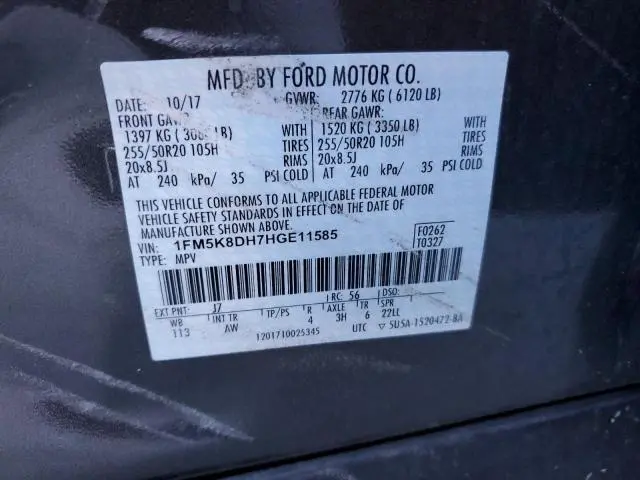 MFD. BY FORD MOTOR CO.
DATE: 10/17 GVWR: 2776 KG ( 6120 LB)
FRONT GAWR: REAR GAWR:
1397 KG ( LB) WITH 1520 KG ( 3350 LB) WITH
255/50R20 105H TIRES 255/50R20 105H TIRES
20x8.5J RIMS 20x8.5J RIMS
AT 240 kPa/ 35 PSI COLD AT 240 kPa/ 35 PSI COLD
THIS VEHICLE CONFORMS TO ALL APPLICABLE FEDERAL MOTOR
VEHICLE SAFETY STANDARDS IN EFFECT ON THE DATE OF
MANUFACTURE SHOWN ABOVE.
VIN: 1FM5K8DH7HGE11585 F0262
TYPE: MPV T0327
EXT PNT: J7 RC: 56 DSO:
WB INT TR TP/PS R AXLE TR SPR
113 AW 4 3H 6 22LL
1201710025345 UTC ▽ 5U5A-1520472-BA